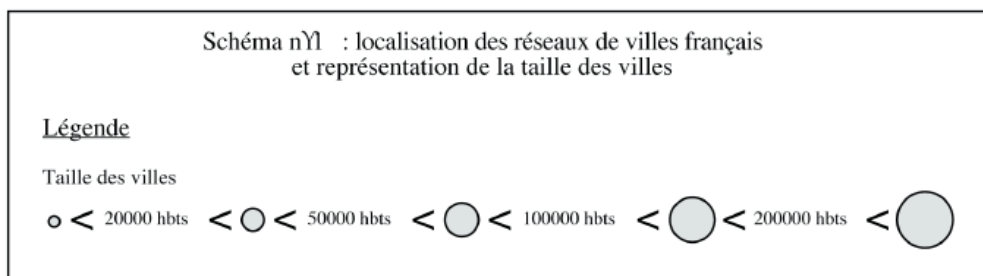 Schéma nϒl : localisation des réseaux de villes français
et représentation de la taille des villes
Légende
Taille des villes
< 20000 hbts < < 50000 hbts < < 100000 hbts < < 200000 hbts <